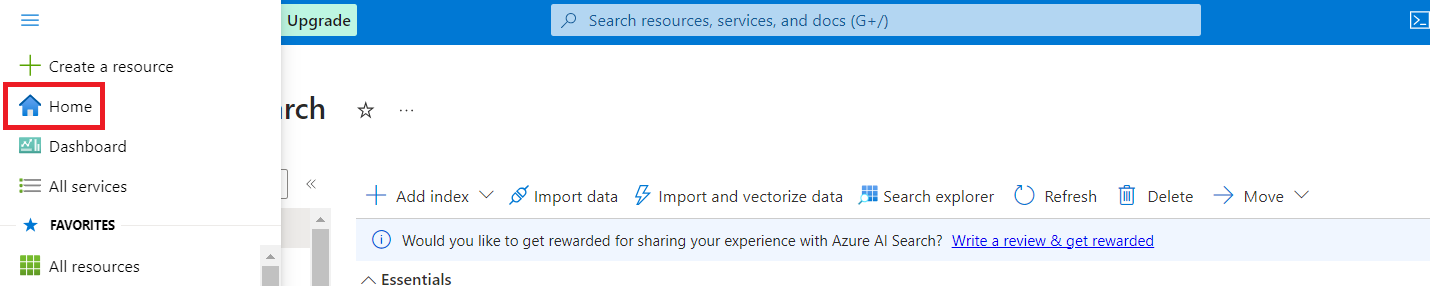 Upgrade
Search resources, services, and docs (G+/)
Create a resource
Home
Dashboard
All services
FAVORITES
All resources
rch
Add index
Import data
Import and vectorize data
Search explorer
Refresh
Delete
Move
Would you like to get rewarded for sharing your experience with Azure AI Search? Write a review & get rewarded
Essentials